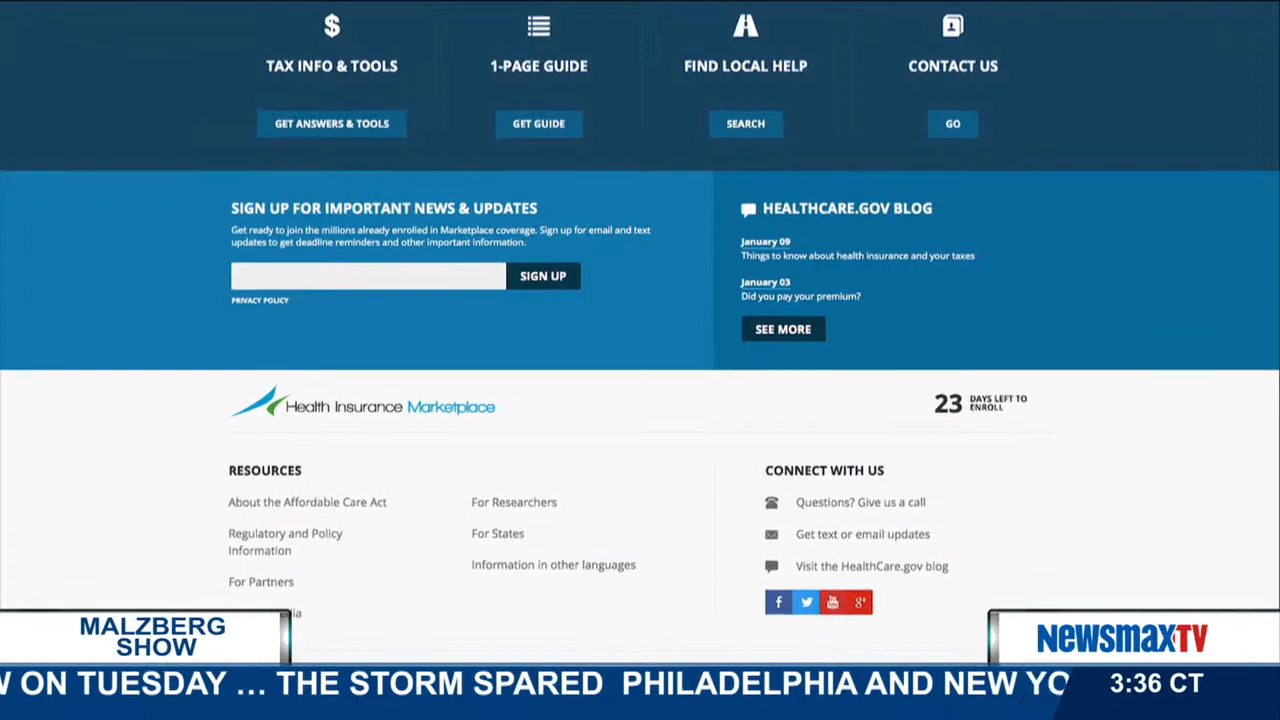 TAX INFO & TOOLS
1-PAGE GUIDE
FIND LOCAL HELP
CONTACT US
GET ANSWERS & TOOLS
GET GUIDE
SEARCH
GO
SIGN UP FOR IMPORTANT NEWS & UPDATES
Get ready to join the millions already enrolled in Marketplace coverage. Sign up for email and text
updates to get deadline reminders and other important information.
SIGN UP
PRIVACY POLICY
HEALTHCARE.GOV BLOG
January 09
Things to know about health insurance and your taxes
January 03
Did you pay your premium?
SEE MORE
Health Insurance Marketplace
23 DAYS LEFT TO
ENROLL
RESOURCES
About the Affordable Care Act
Regulatory and Policy
Information
For Partners
For Researchers
For States
Information in other languages
CONNECT WITH US
Questions? Give us a call
Get text or email updates
Visit the HealthCare.gov blog
MALZBERG
SHOW
NEWSMAXTV
ON TUESDAY ... THE STORM SPARED PHILADELPHIA AND NEW
3:36 CT